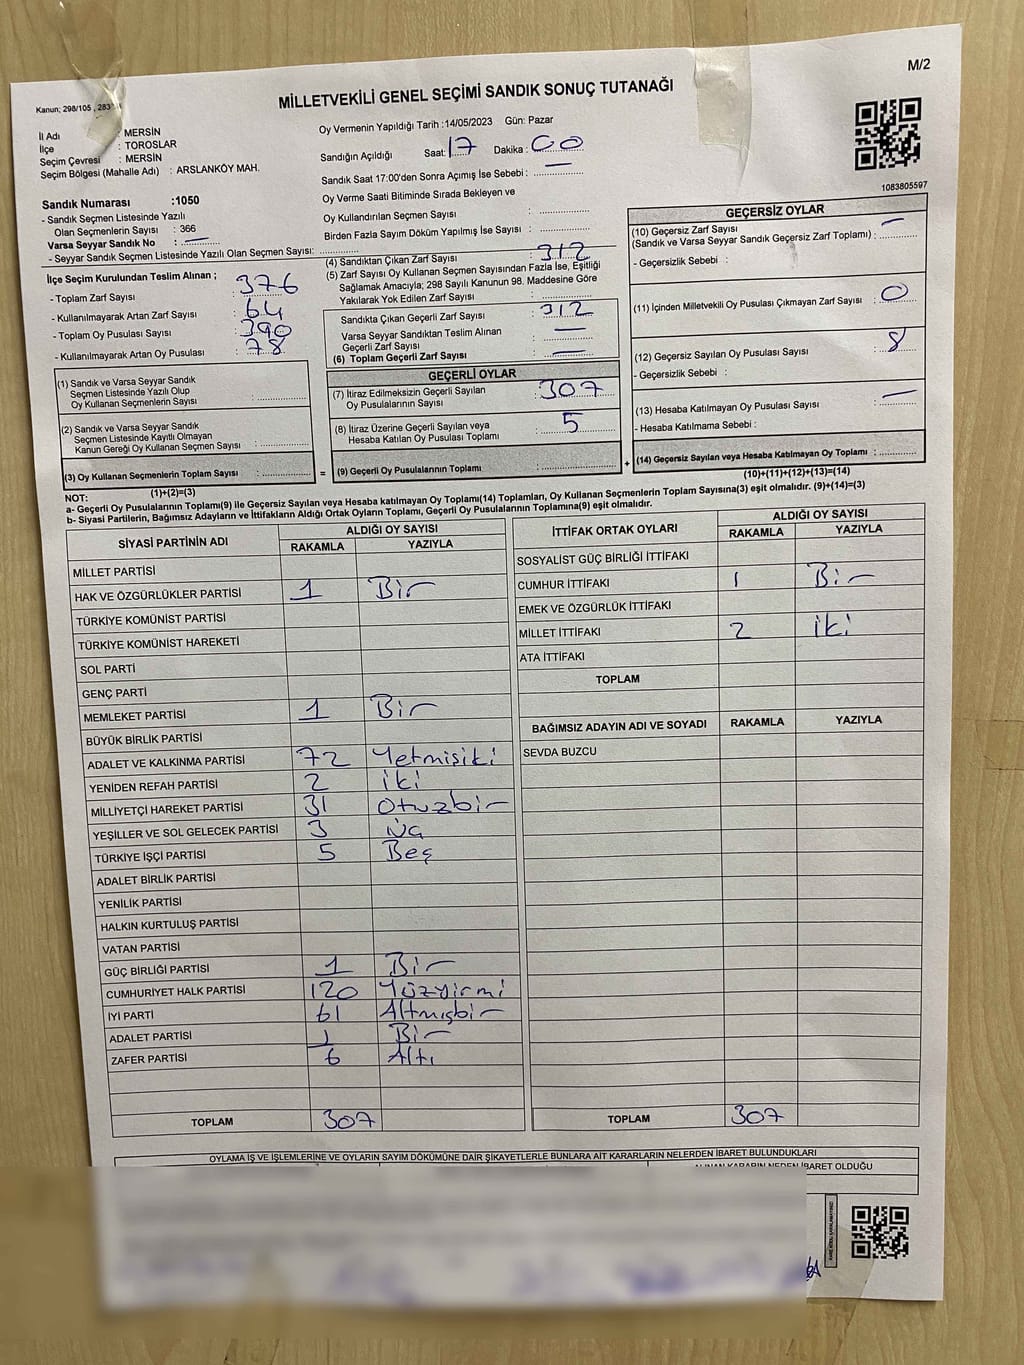 M/2
Kanun: 298/105 , 283
MİLLETVEKİLİ GENEL SEÇİMİ SANDIK SONUÇ TUTANAĞI
İl Adı : MERSİN
İlçe : TOROSLAR
Seçim Çevresi : MERSİN
Seçim Bölgesi (Mahalle Adı) : ARSLANKÖY MAH.
Oy Vermenin Yapıldığı Tarih :14/05/2023 Gün: Pazar
Sandığın Açıldığı Saat: 17 Dakika : 00
Sandık Saat 17:00'den Sonra Açımış İse Sebebi : —
Oy Verme Saati Bitiminde Sırada Bekleyen ve
Oy Kullandırılan Seçmen Sayısı :
Birden Fazla Sayım Döküm Yapılmış İse Sayısı :
1083805597
Sandık Numarası :1050
- Sandık Seçmen Listesinde Yazılı
Olan Seçmenlerin Sayısı : 366
Varsa Seyyar Sandık No : —
- Seyyar Sandık Seçmen Listesinde Yazılı Olan Seçmen Sayısı:
İlçe Seçim Kurulundan Teslim Alınan ;
- Toplam Zarf Sayısı : 376
- Kullanılmayarak Artan Zarf Sayısı : 64
- Toplam Oy Pusulası Sayısı : 390
- Kullanılmayarak Artan Oy Pusulası : 78
(4) Sandıktan Çıkan Zarf Sayısı : 312
(5) Zarf Sayısı Oy Kullanan Seçmen Sayısından Fazla İse, Eşitliği
Sağlamak Amacıyla; 298 Sayılı Kanunun 98. Maddesine Göre
Yakılarak Yok Edilen Zarf Sayısı :
Sandıkta Çıkan Geçerli Zarf Sayısı : 312
Varsa Seyyar Sandıktan Teslim Alınan
Geçerli Zarf Sayısı : —
(6) Toplam Geçerli Zarf Sayısı : —
GEÇERSİZ OYLAR
(10) Geçersiz Zarf Sayısı
(Sandık ve Varsa Seyyar Sandık Geçersiz Zarf Toplamı) : —
- Geçersizlik Sebebi :
(11) İçinden Milletvekili Oy Pusulası Çıkmayan Zarf Sayısı : 0
(12) Geçersiz Sayılan Oy Pusulası Sayısı : 8
- Geçersizlik Sebebi :
(13) Hesaba Katılmayan Oy Pusulası Sayısı : —
- Hesaba Katılmama Sebebi :
(14) Geçersiz Sayılan veya Hesaba Katılmayan Oy Toplamı :
(10)+(11)+(12)+(13)=(14)
(1) Sandık ve Varsa Seyyar Sandık
Seçmen Listesinde Yazılı Olup
Oy Kullanan Seçmenlerin Sayısı :
(2) Sandık ve Varsa Seyyar Sandık
Seçmen Listesinde Kayıtlı Olmayan
Kanun Gereği Oy Kullanan Seçmen Sayısı :
(3) Oy Kullanan Seçmenlerin Toplam Sayısı : =
(1)+(2)=(3)
GEÇERLİ OYLAR
(7) İtiraz Edilmeksizin Geçerli Sayılan
Oy Pusulalarının Sayısı : 307
(8) İtiraz Üzerine Geçerli Sayılan veya
Hesaba Katılan Oy Pusulası Toplamı : 5
(9) Geçerli Oy Pusulalarının Toplamı : +
NOT:
a- Geçerli Oy Pusulalarının Toplamı(9) ile Geçersiz Sayılan veya Hesaba katılmayan Oy Toplamı(14) Toplamları, Oy Kullanan Seçmenlerin Toplam Sayısına(3) eşit olmalıdır. (9)+(14)=(3)
b- Siyasi Partilerin, Bağımsız Adayların ve İttifakların Aldığı Ortak Oyların Toplamı, Geçerli Oy Pusulalarının Toplamına(9) eşit olmalıdır.
SİYASİ PARTİNİN ADI ALDIĞI OY SAYISI
RAKAMLA YAZIYLA
MİLLET PARTİSİ
HAK VE ÖZGÜRLÜKLER PARTİSİ 1 Bir
TÜRKİYE KOMÜNİST PARTİSİ
TÜRKİYE KOMÜNİST HAREKETİ
SOL PARTİ
GENÇ PARTİ
MEMLEKET PARTİSİ 1 Bir
BÜYÜK BİRLİK PARTİSİ
ADALET VE KALKINMA PARTİSİ 72 Yetmişiki
YENİDEN REFAH PARTİSİ 2 iki
MİLLİYETÇİ HAREKET PARTİSİ 31 Otuzbir
YEŞİLLER VE SOL GELECEK PARTİSİ 3 Üç
TÜRKİYE İŞÇİ PARTİSİ 5 Beş
ADALET BİRLİK PARTİSİ
YENİLİK PARTİSİ
HALKIN KURTULUŞ PARTİSİ
VATAN PARTİSİ
GÜÇ BİRLİĞİ PARTİSİ 1 Bir
CUMHURİYET HALK PARTİSİ 120 Yüzyirmi
İYİ PARTİ 61 Altmışbir
ADALET PARTİSİ 1 Bir
ZAFER PARTİSİ 6 Altı
TOPLAM 307
İTTİFAK ORTAK OYLARI ALDIĞI OY SAYISI
RAKAMLA YAZIYLA
SOSYALİST GÜÇ BİRLİĞİ İTTİFAKI
CUMHUR İTTİFAKI 1 Bir
EMEK VE ÖZGÜRLÜK İTTİFAKI
MİLLET İTTİFAKI 2 iki
ATA İTTİFAKI
TOPLAM
BAĞIMSIZ ADAYIN ADI VE SOYADI RAKAMLA YAZIYLA
SEVDA BUZCU
TOPLAM 307
OYLAMA İŞ VE İŞLEMLERİNE VE OYLARIN SAYIM DÖKÜMÜNE DAİR ŞİKAYETLERLE BUNLARA AİT KARARLARIN NELERDEN İBARET BULUNDUKLARI
ALINAN KARARIN NEDEN İBARET OLDUĞU